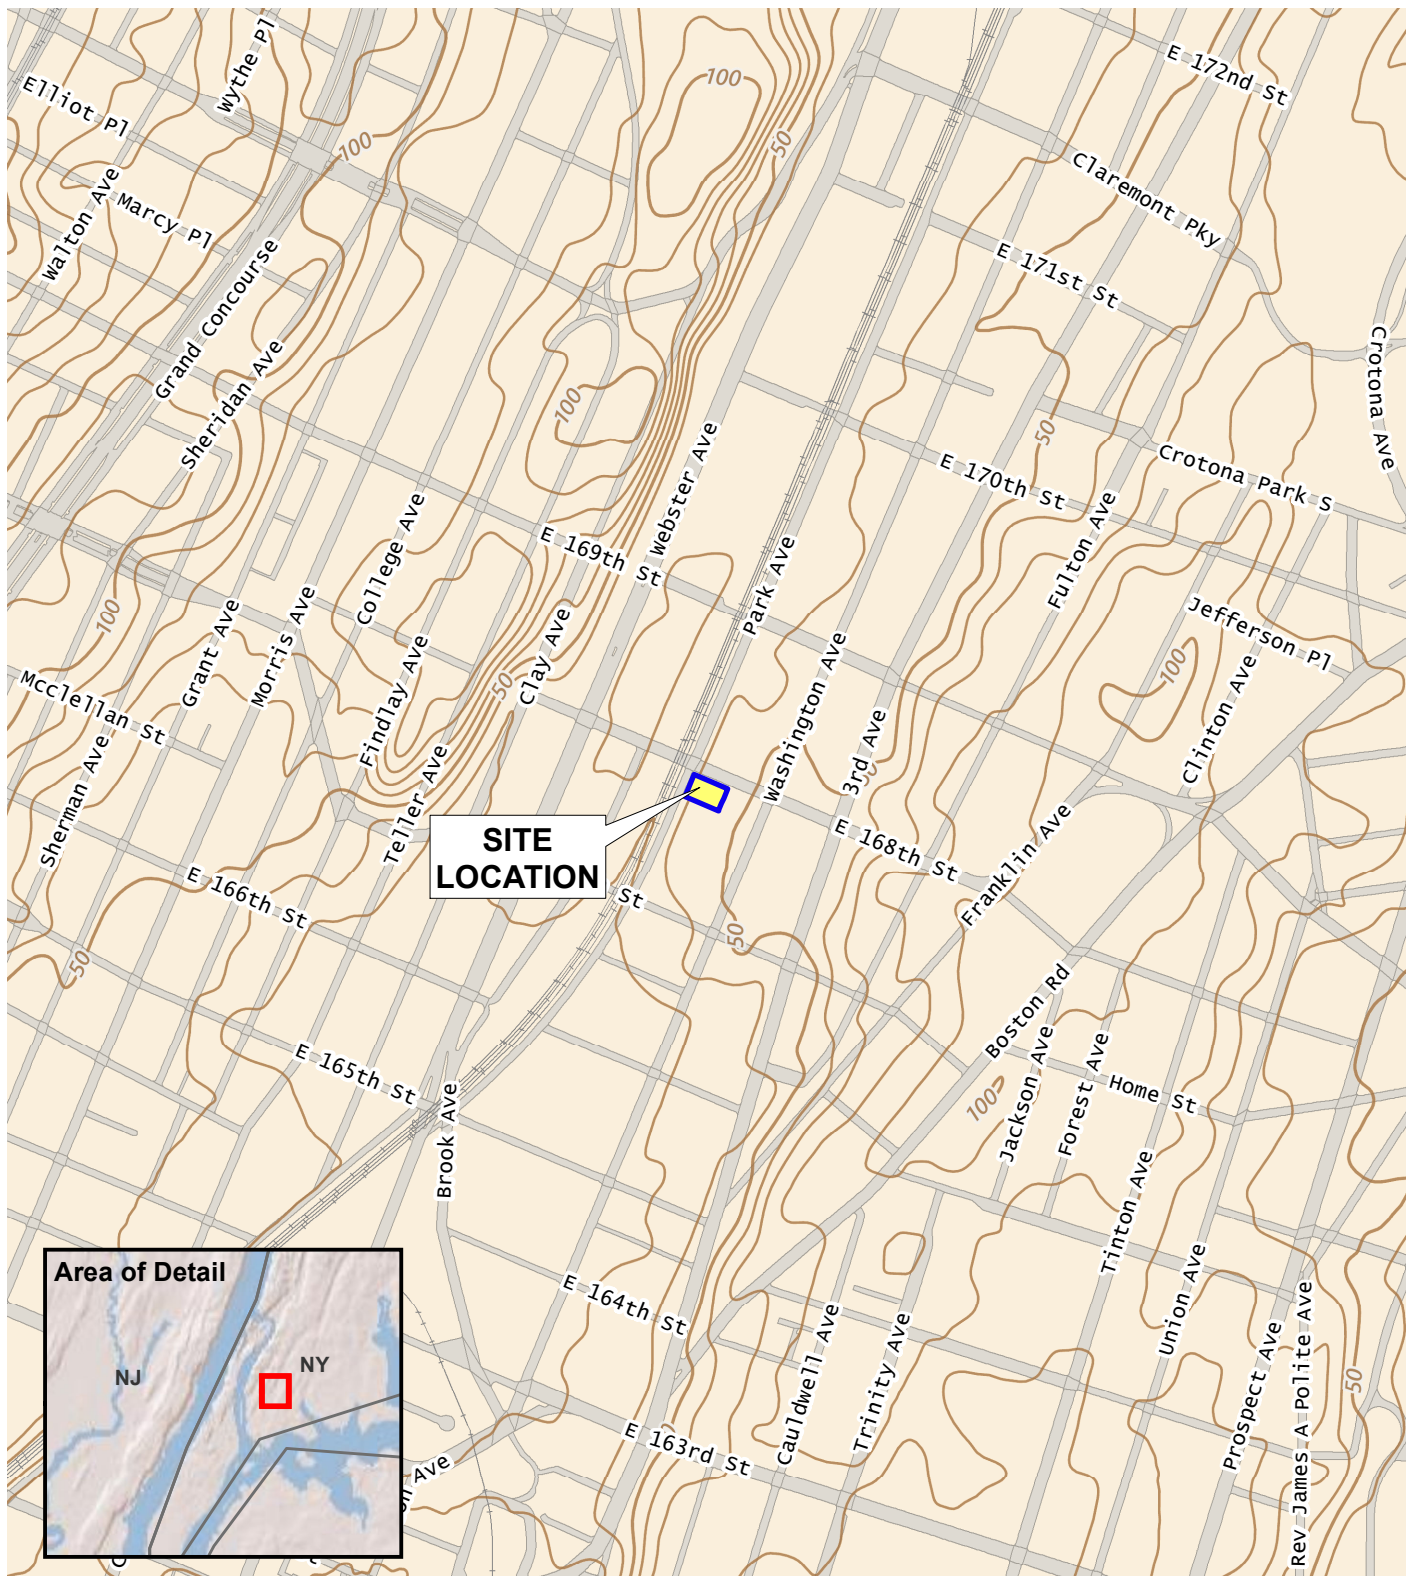 Wythe Pl
E 172nd St
100
Elliot Pl
50
100
Claremont Pky
Walton Ave
Marcy Pl
E 171st St
Grand Concourse
Crotona Ave
Sheridan Ave
100
50
Webster Ave
E 170th St
Crotona Park S
College Ave
E 169th St
Fulton Ave
Park Ave
100
Grant Ave
Morris Ave
Jefferson Pl
Clay Ave
Findlay Ave
Washington Ave
100
Clinton Ave
50
Mcclellan St
3rd Ave
50
Sherman Ave
Teller Ave
SITE
LOCATION
E 168th St
Franklin Ave
E 166th St
St
50
50
Boston Rd
E 165th St
Jackson Ave
Forest Ave
Home St
100
Brook Ave
Tinton Ave
Area of Detail
NJ
NY
E 164th St
Union Ave
Cauldwell Ave
Trinity Ave
Prospect Ave
Rev James A Polite Ave
50
E 163rd St
Ave